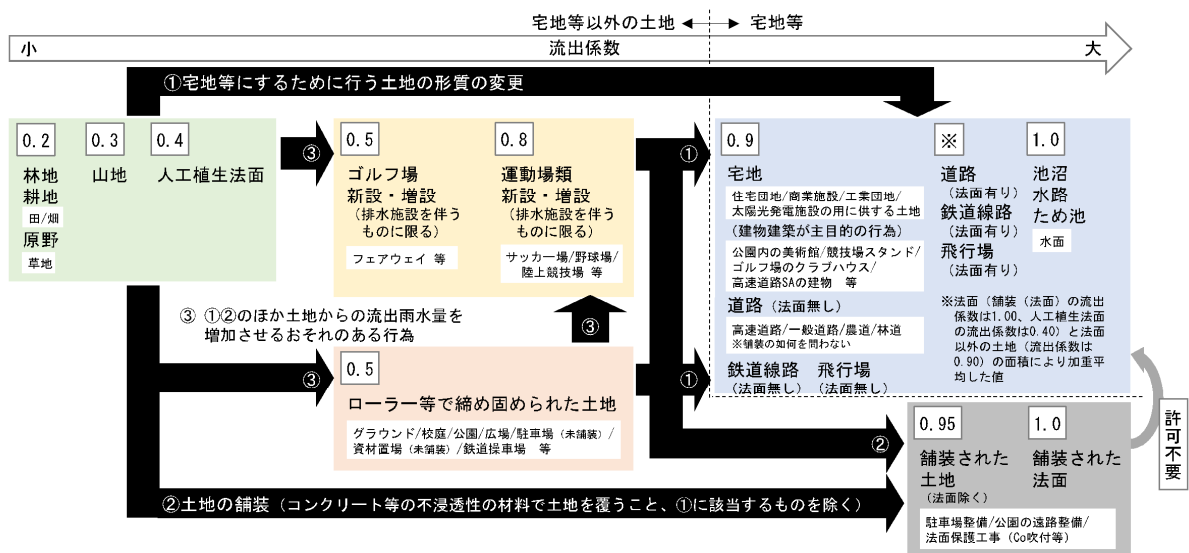 宅地等以外の土地 宅地等
小 流出係数 大
①宅地等にするために行う土地の形質の変更
0.2
林地
耕地
田/畑
原野
草地
0.3
山地
0.4
人工植生法面
③
0.5
ゴルフ場
新設・増設
(排水施設を伴う
ものに限る)
フェアウェイ 等
0.8
運動場類
新設・増設
(排水施設を伴う
ものに限る)
サッカー場/野球場/
陸上競技場 等
①
0.9
宅地
住宅団地/商業施設/工業団地/
太陽光発電施設の用に供する土地
(建物建築が主目的の行為)
公園内の美術館/競技場スタンド/
ゴルフ場のクラブハウス/
高速道路SAの建物 等
道路(法面無し)
高速道路/一般道路/農道/林道
※舗装の如何を問わない
鉄道線路 飛行場
(法面無し) (法面無し)
※
道路
(法面有り)
鉄道線路
(法面有り)
飛行場
(法面有り)
1.0
池沼
水路
ため池
水面
※法面(舗装(法面)の流出
係数は1.00、人工植生法面
の流出係数は0.40)と法面
以外の土地(流出係数は
0.90)の面積により加重平
均した値
③ ①②のほか土地からの流出雨水量を
増加させるおそれのある行為
③
③
0.5
ローラー等で締め固められた土地
グラウンド/校庭/公園/広場/駐車場(未舗装)/
資材置場(未舗装)/鉄道操車場 等
①
②
0.95
舗装された
土地
(法面除く)
1.0
舗装された
法面
駐車場整備/公園の遠路整備/
法面保護工事(Co吹付等)
許可不要
②土地の舗装(コンクリート等の不浸透性の材料で土地を覆うこと、①に該当するものを除く)